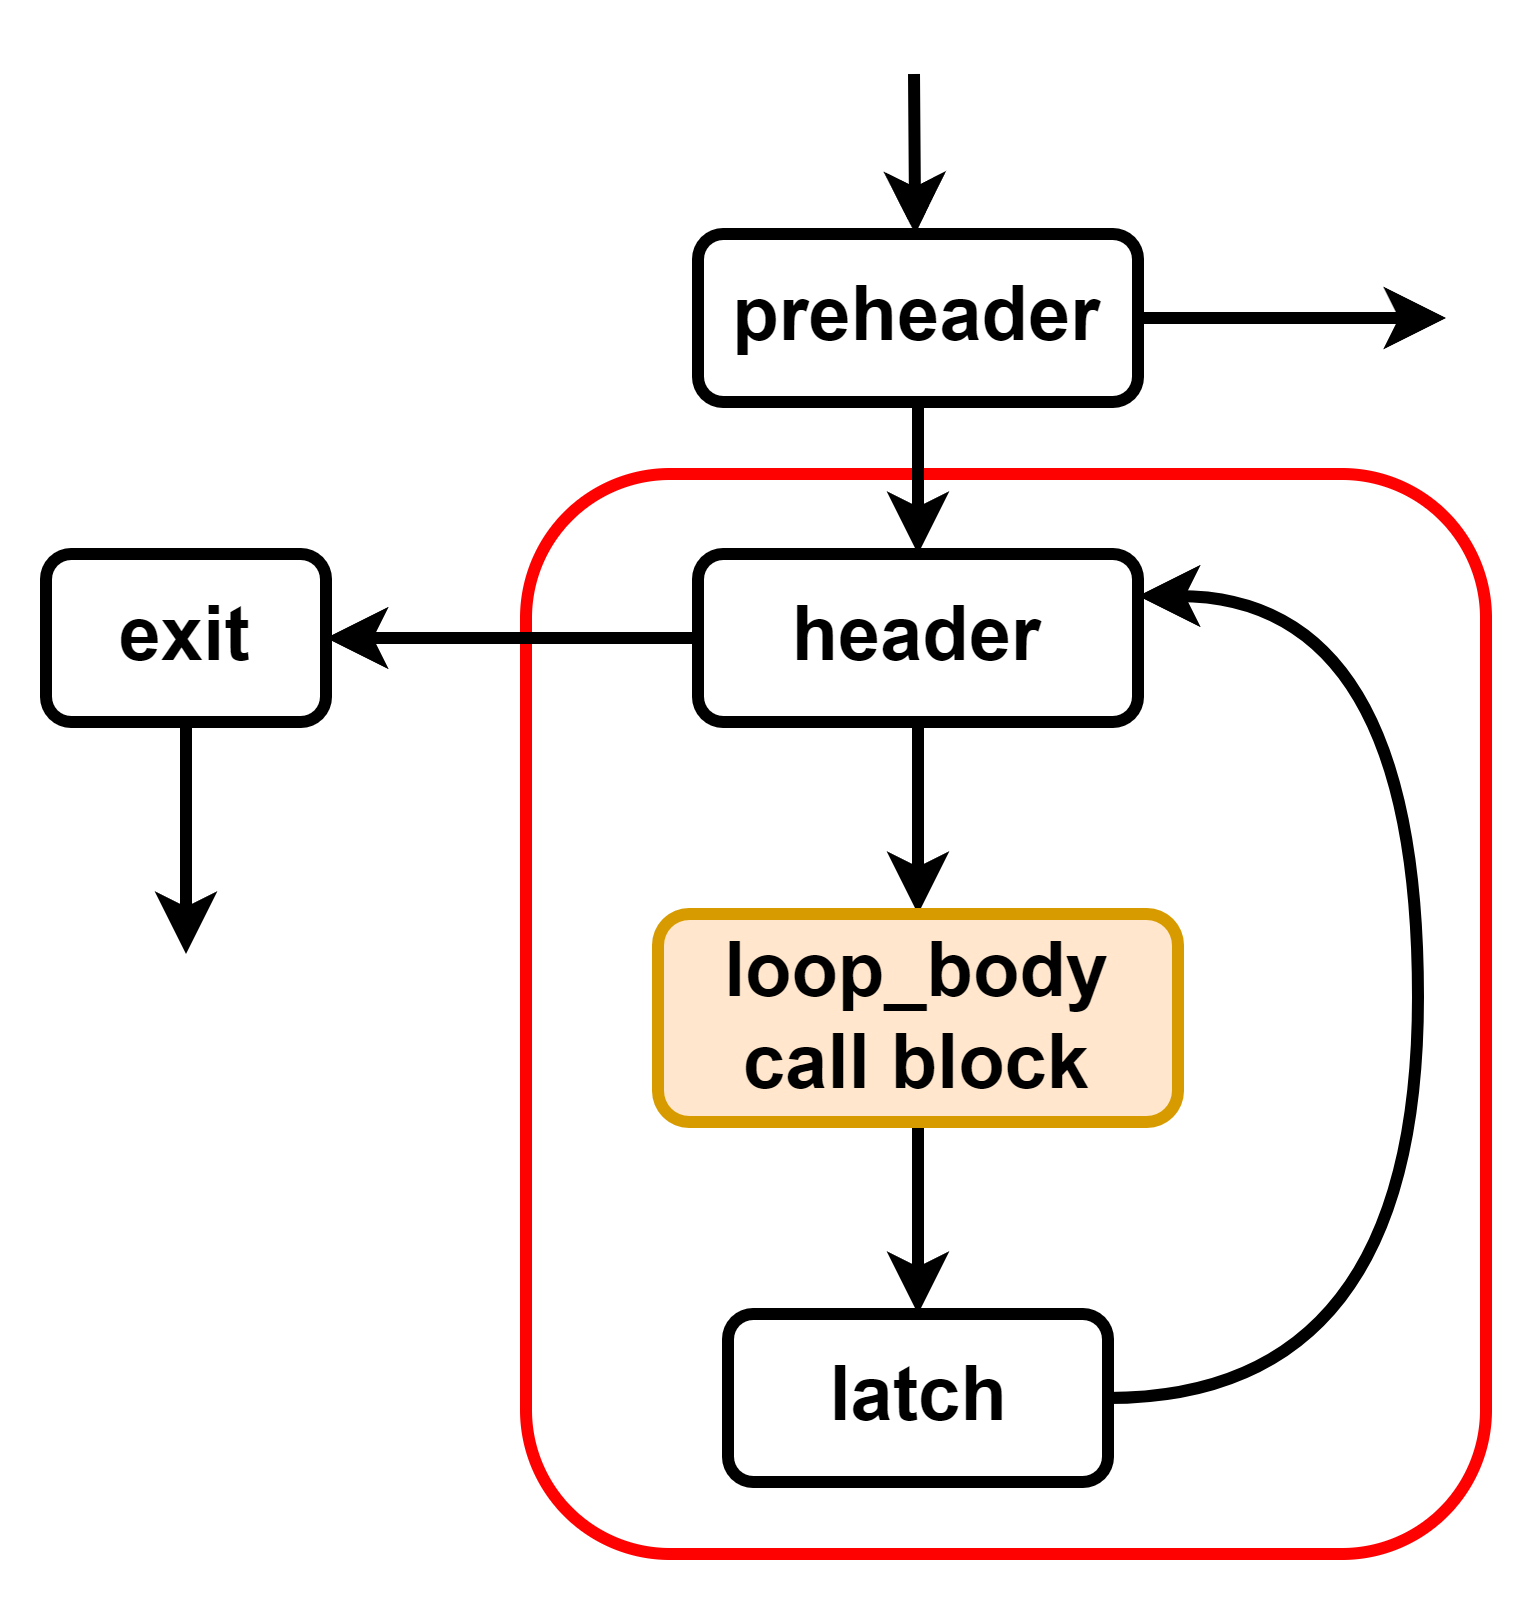 preheader
exit
header
loop_body
call block
latch